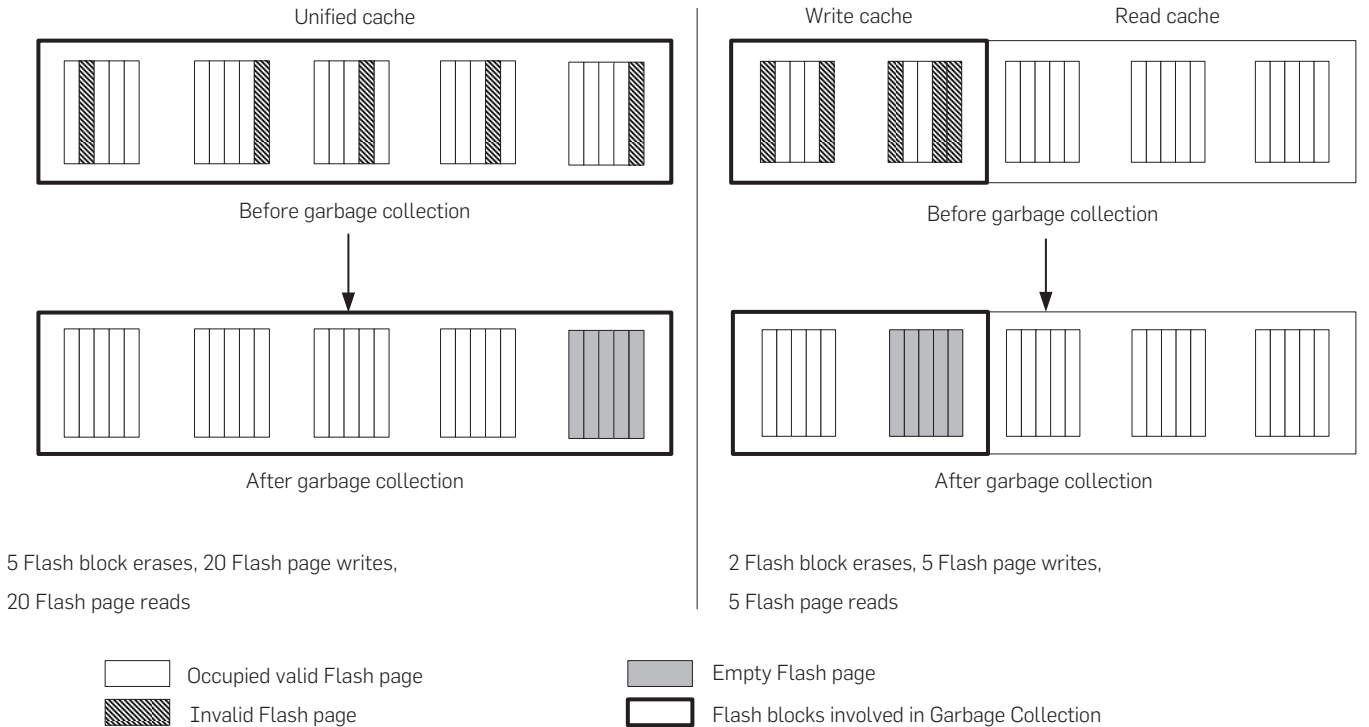 Unified cache
Before garbage collection
After garbage collection
5 Flash block erases, 20 Flash page writes,
20 Flash page reads
Write cache
Read cache
Before garbage collection
After garbage collection
2 Flash block erases, 5 Flash page writes,
5 Flash page reads
Occupied valid Flash page
Invalid Flash page
Empty Flash page
Flash blocks involved in Garbage Collection